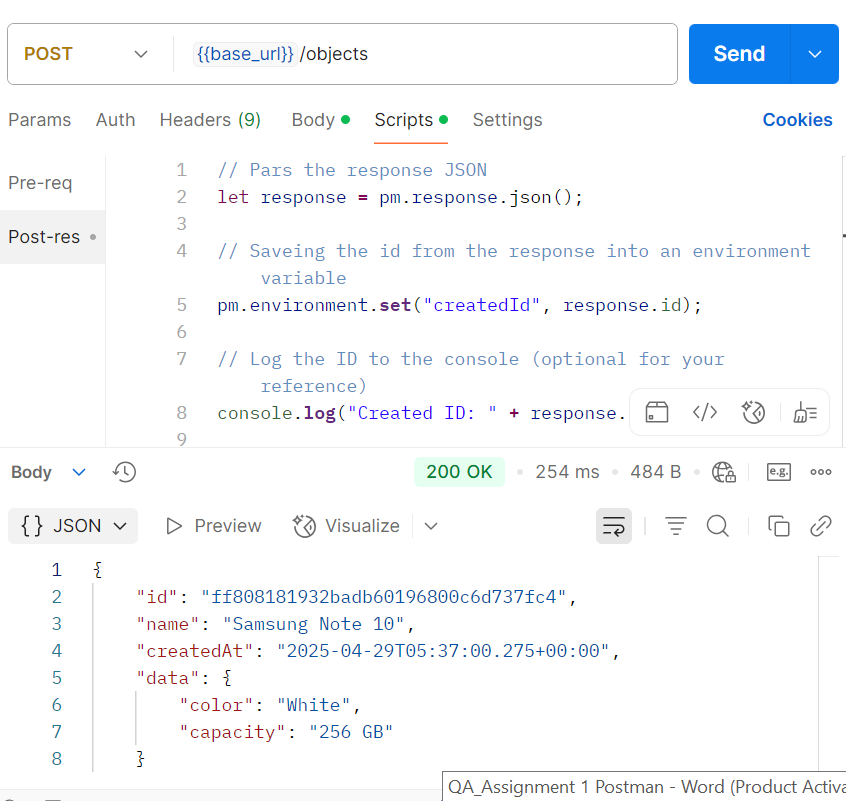 POST
{{base_url}} /objects
Send
Params Auth Headers (9) Body Scripts Settings Cookies
Pre-req
Post-res
1 // Pars the response JSON
2 let response = pm.response.json();
3
4 // Saveing the id from the response into an environment
variable
5 pm.environment.set("createdId", response.id);
6
7 // Log the ID to the console (optional for your
reference)
8 console.log("Created ID: " + response.
9
Body 200 OK 254 ms 484 B e.g.
{} JSON Preview Visualize
1 {
2 "id": "ff808181932badb60196800c6d737fc4",
3 "name": "Samsung Note 10",
4 "createdAt": "2025-04-29T05:37:00.275+00:00",
5 "data": {
6 "color": "White",
7 "capacity": "256 GB"
8 }
QA_Assignment 1 Postman - Word (Product Activa